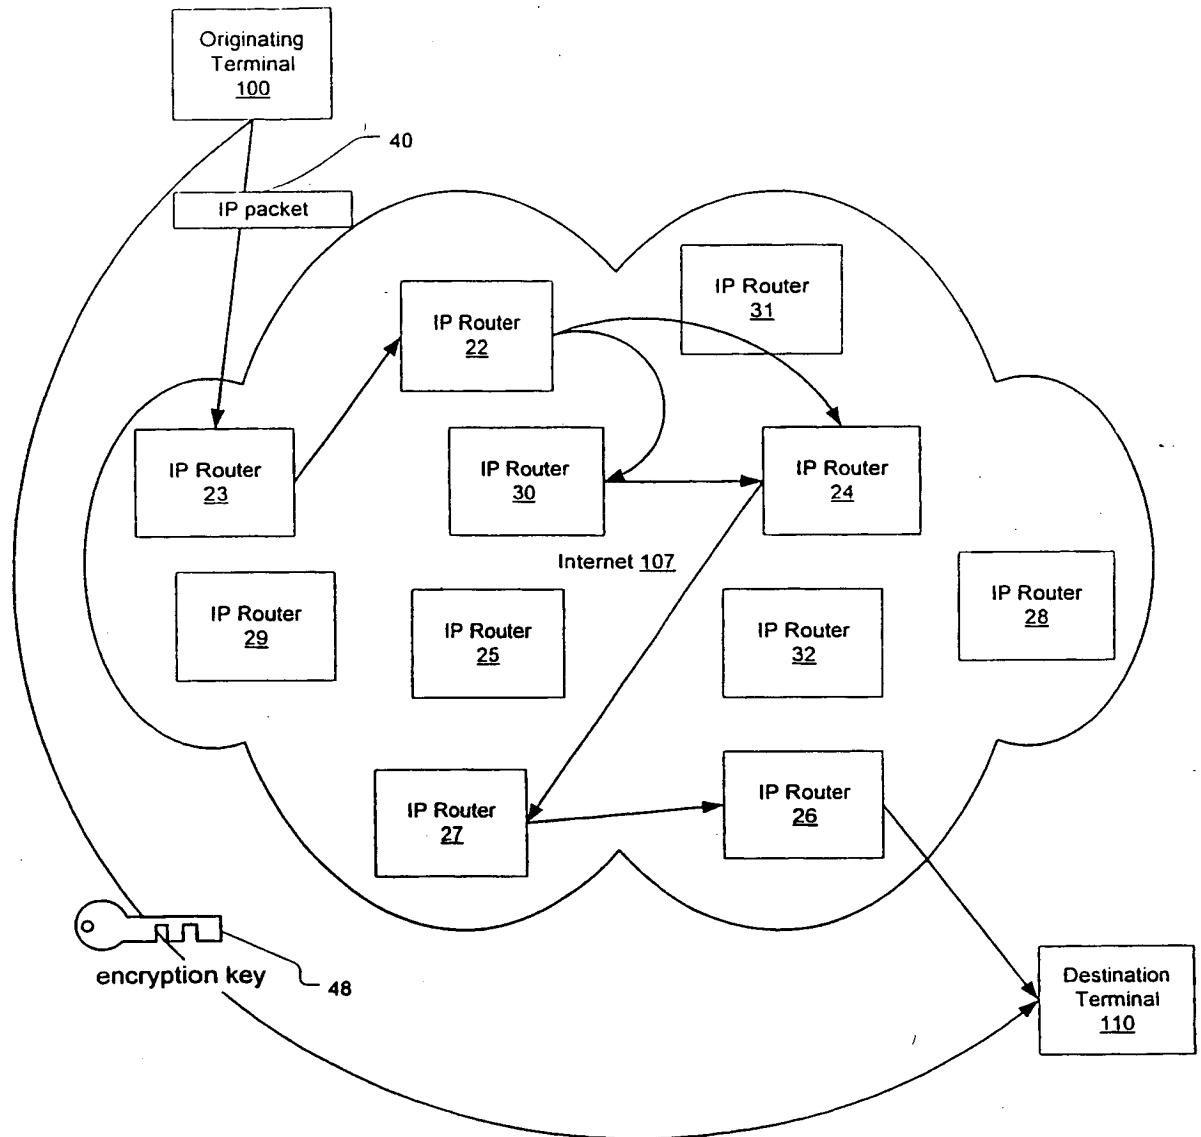 Originating
Terminal
100
40
IP packet
IP Router
31
IP Router
22
IP Router
23
IP Router
30
IP Router
24
Internet 107
IP Router
29
IP Router
25
IP Router
32
IP Router
28
IP Router
27
IP Router
26
encryption key
48
Destination
Terminal
110